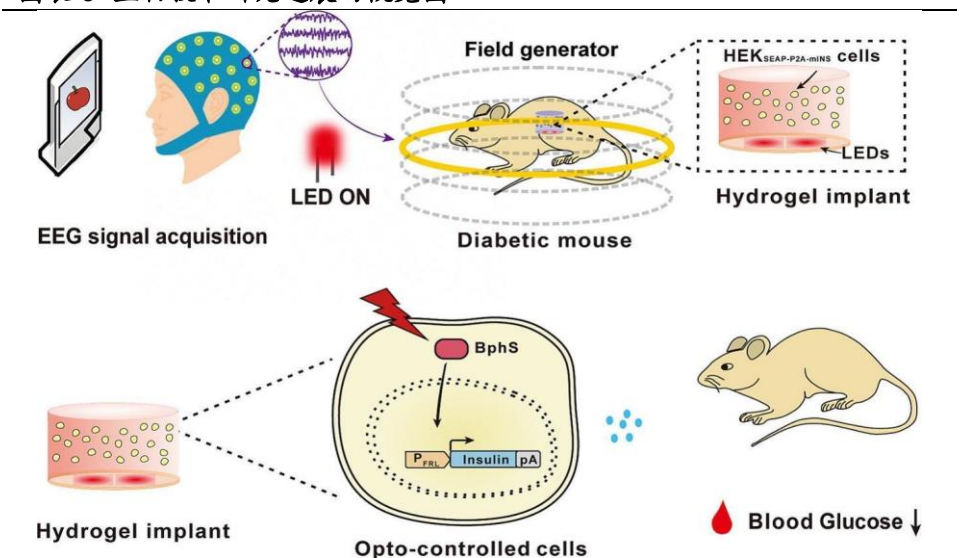 Field generator
HEKSEAP-P2A-mINS cells
LEDs
LED ON
Hydrogel implant
EEG signal acquisition
Diabetic mouse
BphS
PFRL Insulin pA
Hydrogel implant
Opto-controlled cells
Blood Glucose ↓